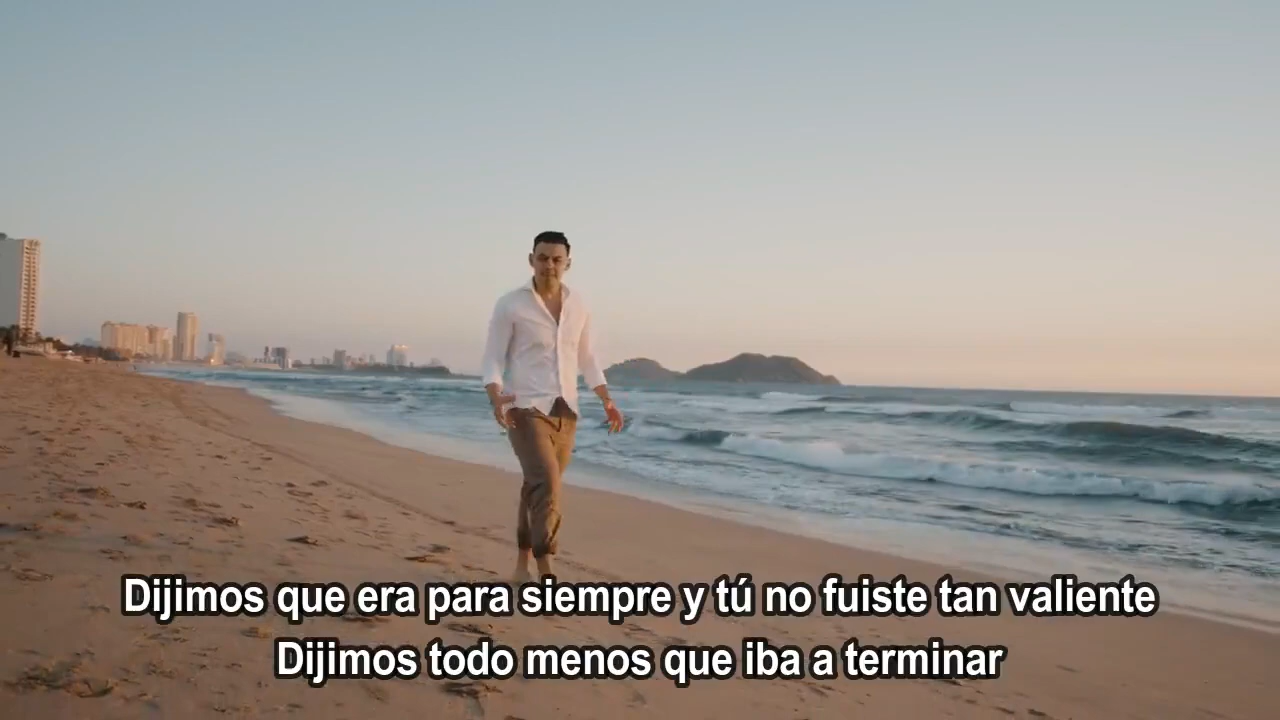 Dijimos que era para siempre y tú no fuiste tan valiente
Dijimos todo menos que iba a terminar